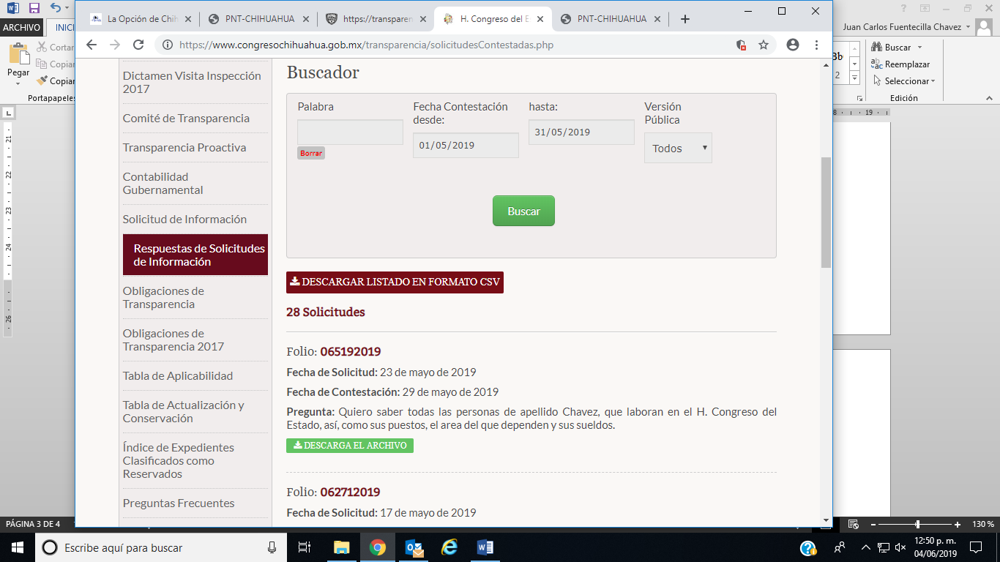 La Opción de Chih
PNT-CHIHUAHUA
https://transparen
H. Congreso del E
PNT-CHIHUAHUA
https://www.congresochihuahua.gob.mx/transparencia/solicitudesContestadas.php
ARCHIVO
INICI
Pegar
Cortar
Copiar
Copiar
Portapapeles
Juan Carlos Fuentecilla Chavez
Buscar
Reemplazar
Seleccionar
Edición
Dictamen Visita Inspección
2017
Comité de Transparencia
Transparencia Proactiva
Contabilidad
Gubernamental
Solicitud de Información
Respuestas de Solicitudes
de Información
Obligaciones de
Transparencia
Obligaciones de
Transparencia 2017
Tabla de Aplicabilidad
Tabla de Actualización y
Conservación
Índice de Expedientes
Clasificados como
Reservados
Preguntas Frecuentes
Buscador
Palabra
Borrar
Fecha Contestación
desde:
01/05/2019
hasta:
31/05/2019
Versión
Pública
Todos
Buscar
DESCARGAR LISTADO EN FORMATO CSV
28 Solicitudes
Folio: 065192019
Fecha de Solicitud: 23 de mayo de 2019
Fecha de Contestación: 29 de mayo de 2019
Pregunta: Quiero saber todas las personas de apellido Chavez, que laboran en el H. Congreso del
Estado, así, como sus puestos, el area del que dependen y sus sueldos.
DESCARGA EL ARCHIVO
Folio: 062712019
Fecha de Solicitud: 17 de mayo de 2019
PÁGINA 3 DE 4
130 %
Escribe aquí para buscar
12:50 p. m.
04/06/2019